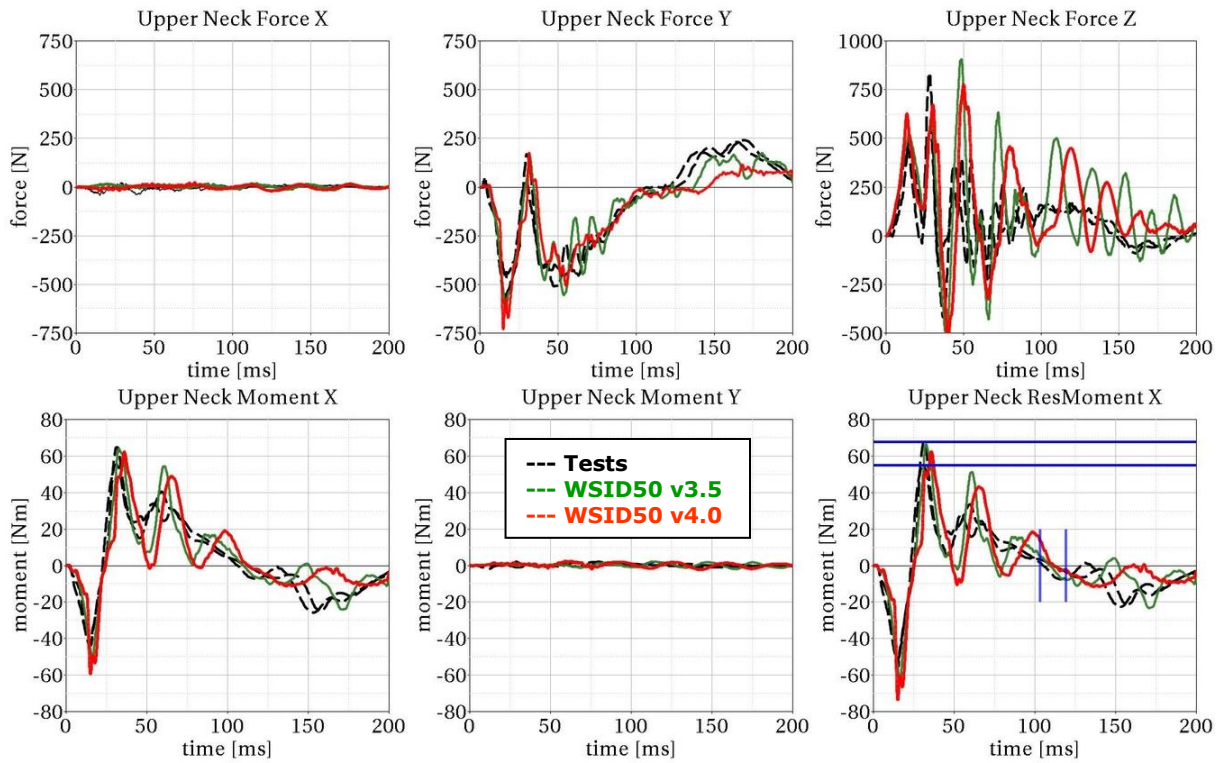 Upper Neck Force X
Upper Neck Force Y
Upper Neck Force Z
force [N]
750
500
250
0
-250
-500
-750
0 50 100 150 200
time [ms]
force [N]
750
500
250
0
-250
-500
-750
0 50 100 150 200
time [ms]
force [N]
1000
750
500
250
0
-250
-500
0 50 100 150 200
time [ms]
Upper Neck Moment X
Upper Neck Moment Y
Upper Neck ResMoment X
moment [Nm]
80
60
40
20
0
-20
-40
-60
-80
0 50 100 150 200
time [ms]
moment [Nm]
80
60
40
20
0
-20
-40
-60
-80
0 50 100 150 200
time [ms]
--- Tests
--- WSID50 v3.5
--- WSID50 v4.0
moment [Nm]
80
60
40
20
0
-20
-40
-60
-80
0 50 100 150 200
time [ms]